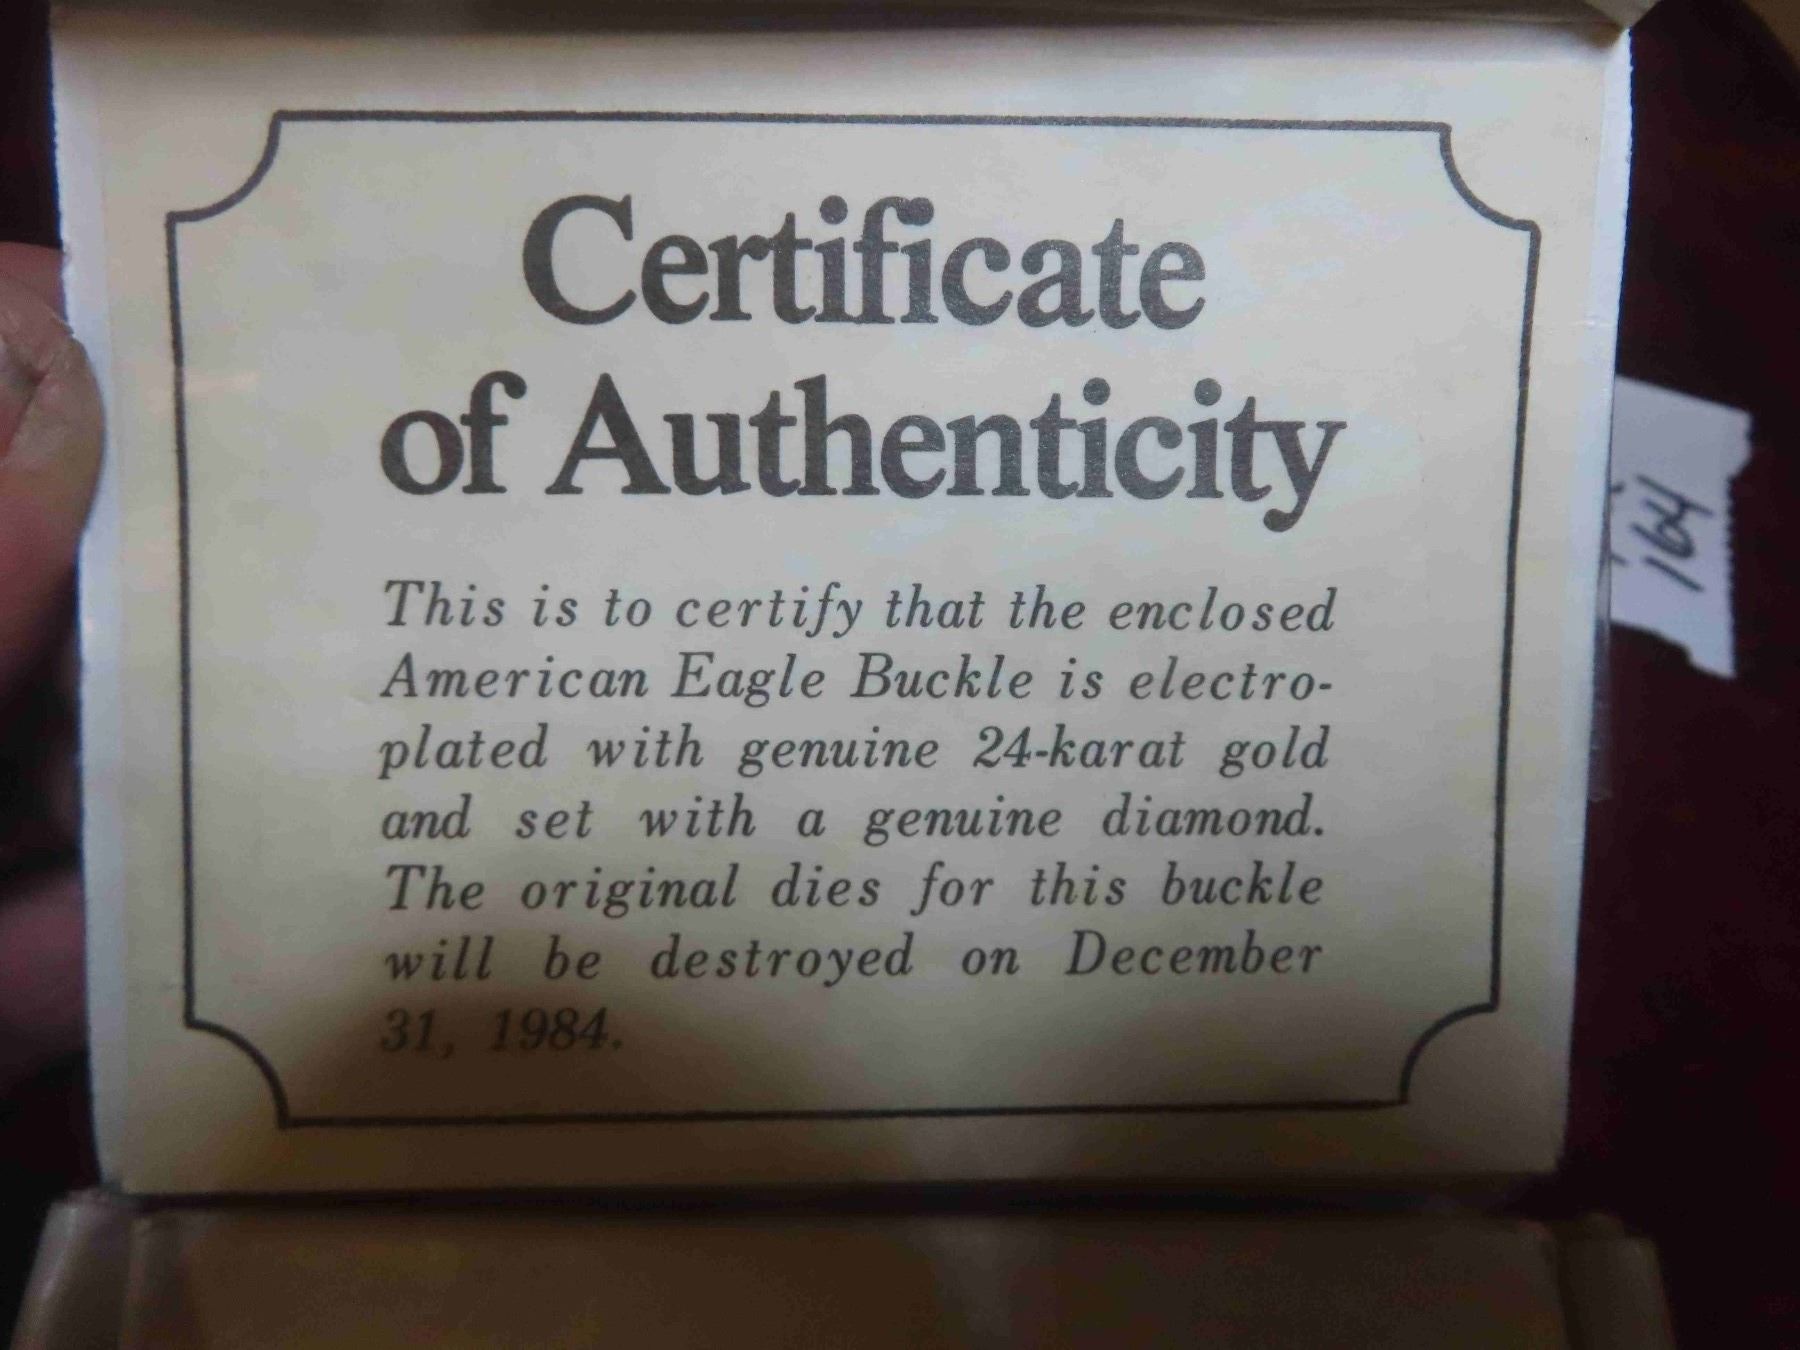 Certificate
of Authenticity
This is to certify that the enclosed
American Eagle Buckle is electro-
plated with genuine 24-karat gold
and set with a genuine diamond.
The original dies for this buckle
will be destroyed on December
31, 1984.
164